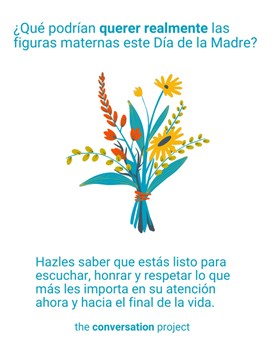 ¿Qué podrían querer realmente las
figuras maternas este Día de la Madre?
Hazles saber que estás listo para
escuchar, honrar y respetar lo que
más les importa en su atención
ahora y hacia el final de la vida.
the conversation project